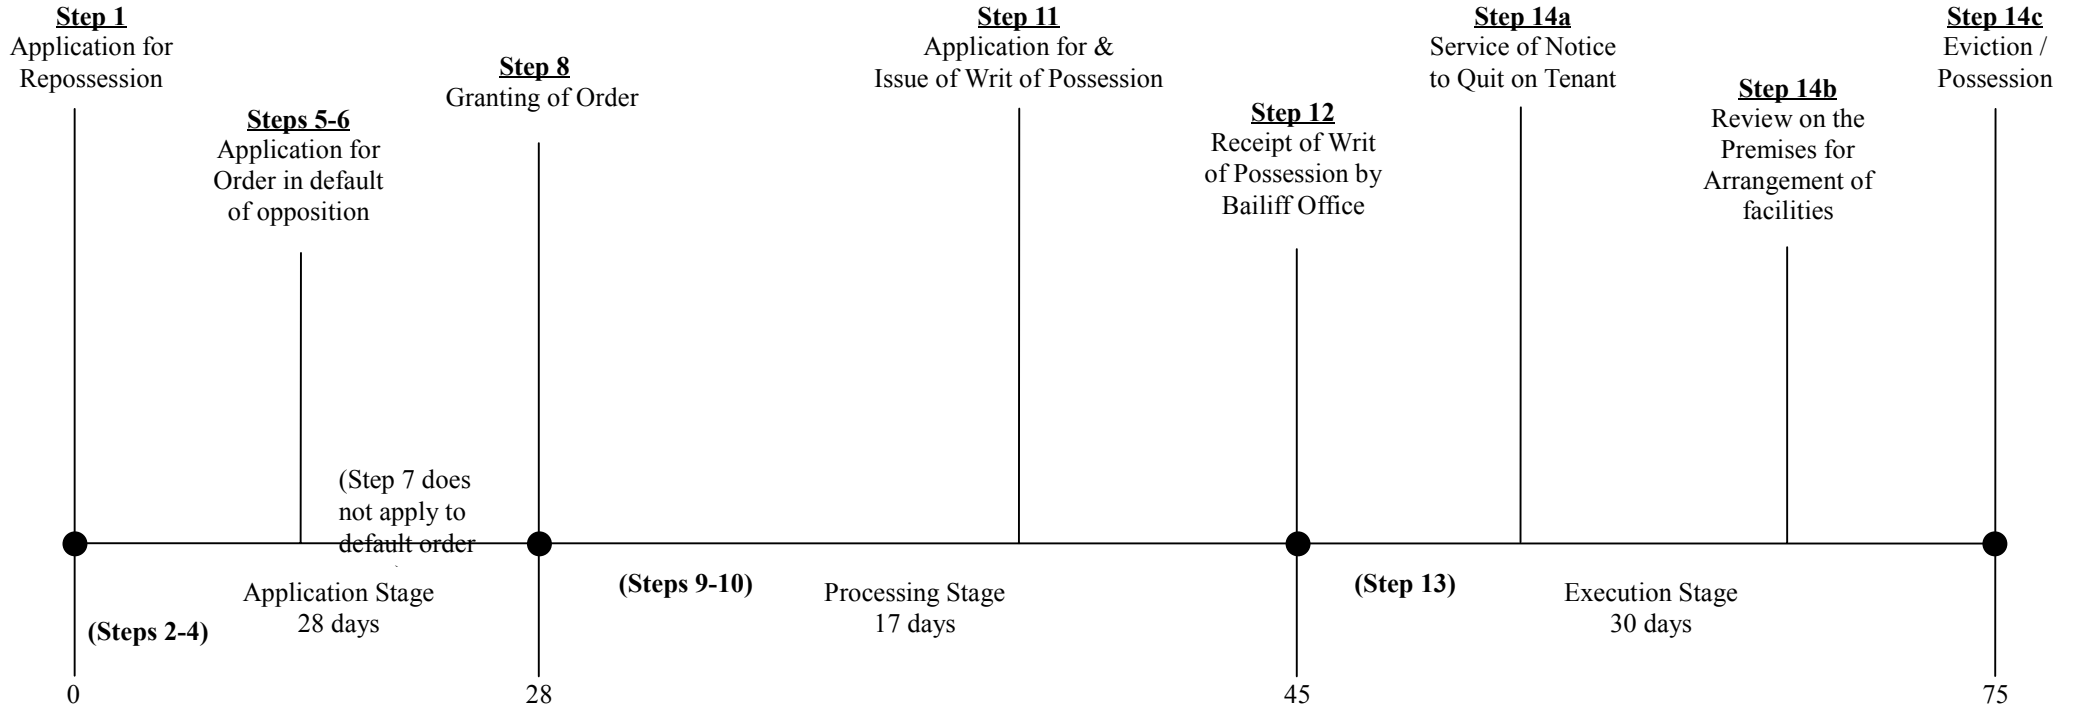 Step 1
Application for
Repossession
Steps 5-6
Application for
Order in default
of opposition
Step 8
Granting of Order
Step 11
Application for &
Issue of Writ of Possession
Step 12
Receipt of Writ
of Possession by
Bailiff Office
Step 14a
Service of Notice
to Quit on Tenant
Step 14b
Review on the
Premises for
Arrangement of
facilities
Step 14c
Eviction /
Possession
(Step 7 does
not apply to
default order
(Steps 2-4)
Application Stage
28 days
(Steps 9-10)
Processing Stage
17 days
(Step 13)
Execution Stage
30 days
0
28
45
75